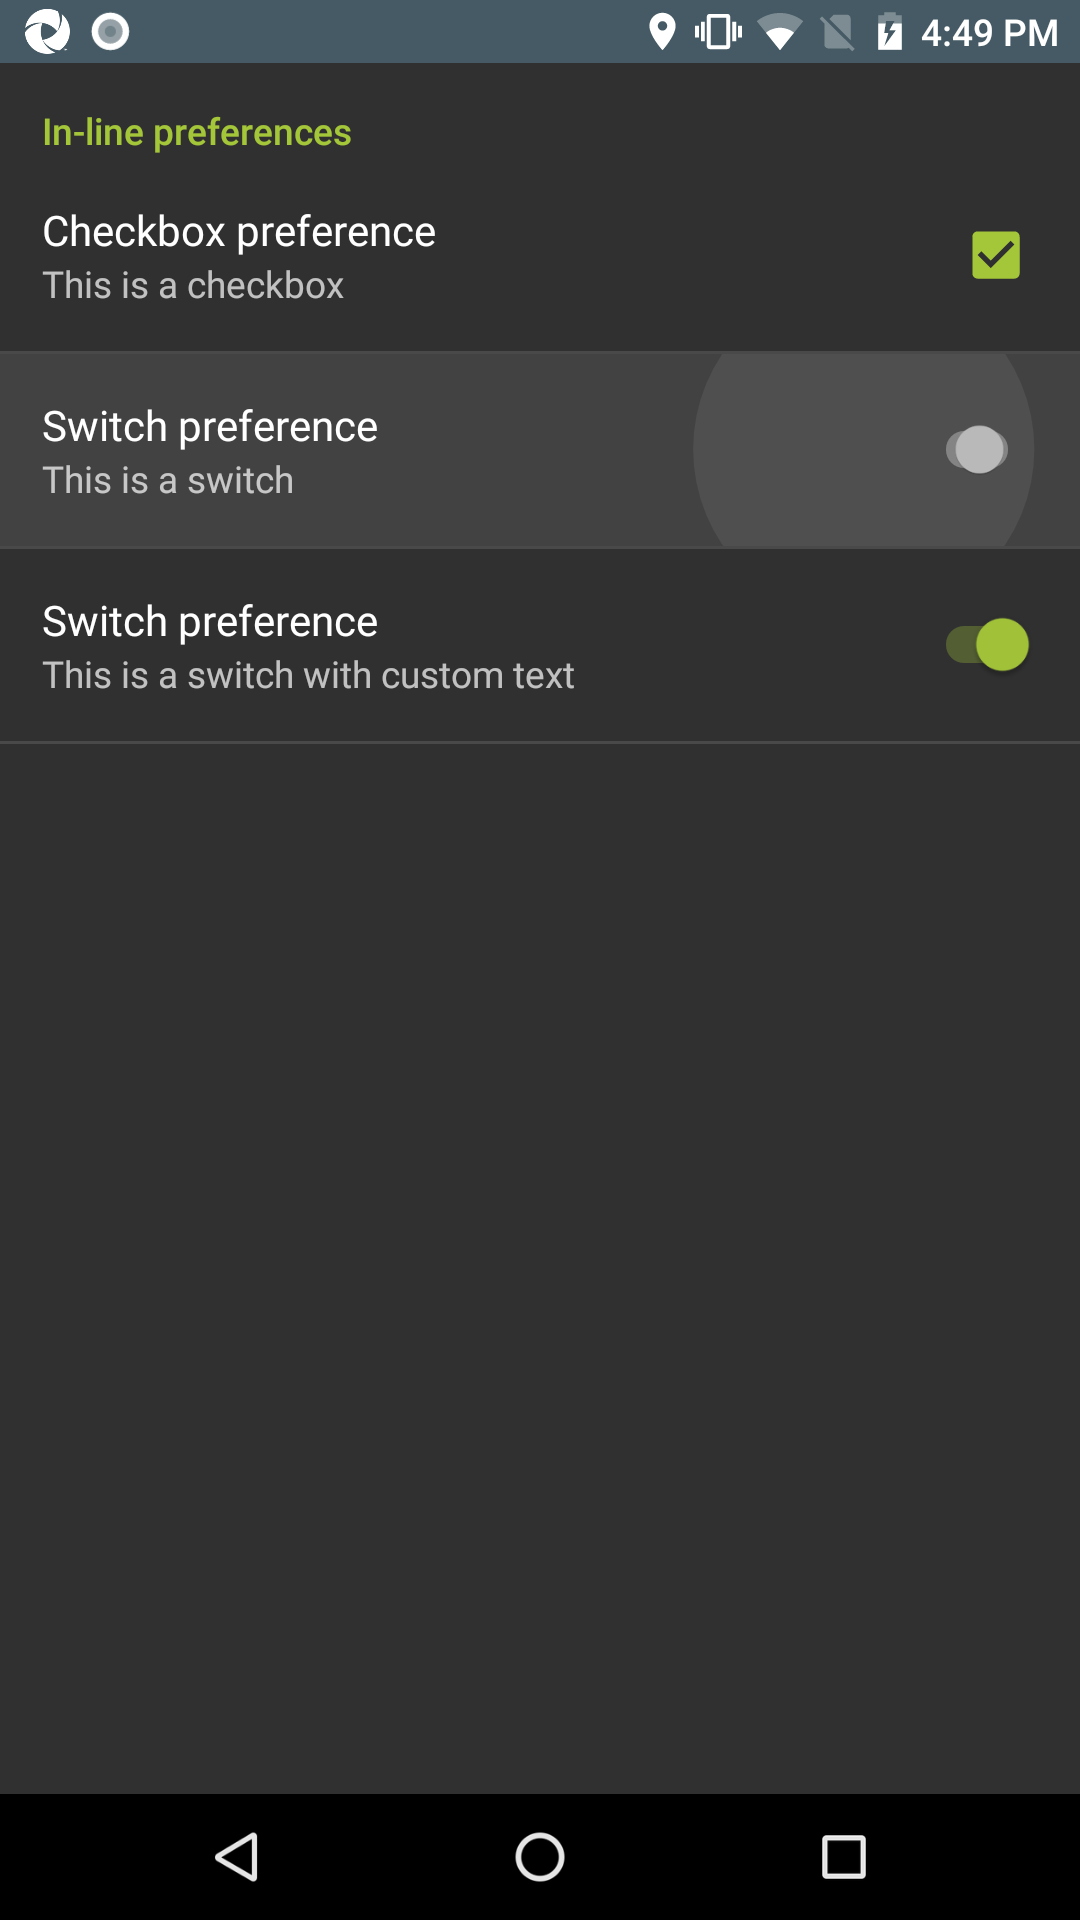 4:49 PM
In-line preferences
Checkbox preference
This is a checkbox
Switch preference
This is a switch
Switch preference
This is a switch with custom text